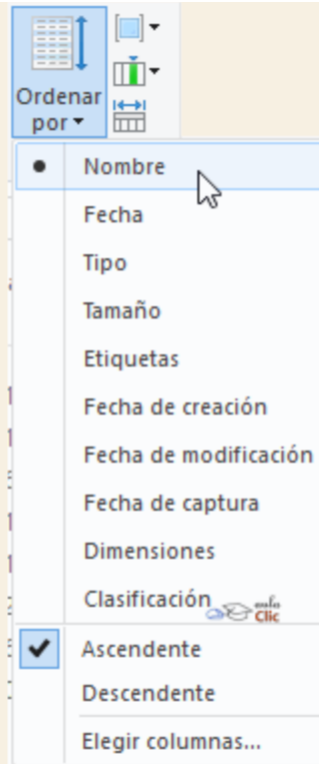 Ordenar
por
Nombre
Fecha
Tipo
Tamaño
Etiquetas
Fecha de creación
Fecha de modificación
Fecha de captura
Dimensiones
Clasificación
aula
Clic
Ascendente
Descendente
Elegir columnas...